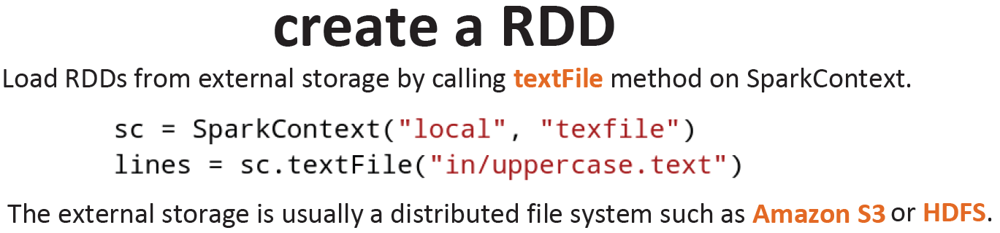 create a RDD
Load RDDs from external storage by calling textFile method on SparkContext.
sc = SparkContext("local", "texfile")
lines = sc.textFile("in/uppercase.text")
The external storage is usually a distributed file system such as Amazon S3 or HDFS.